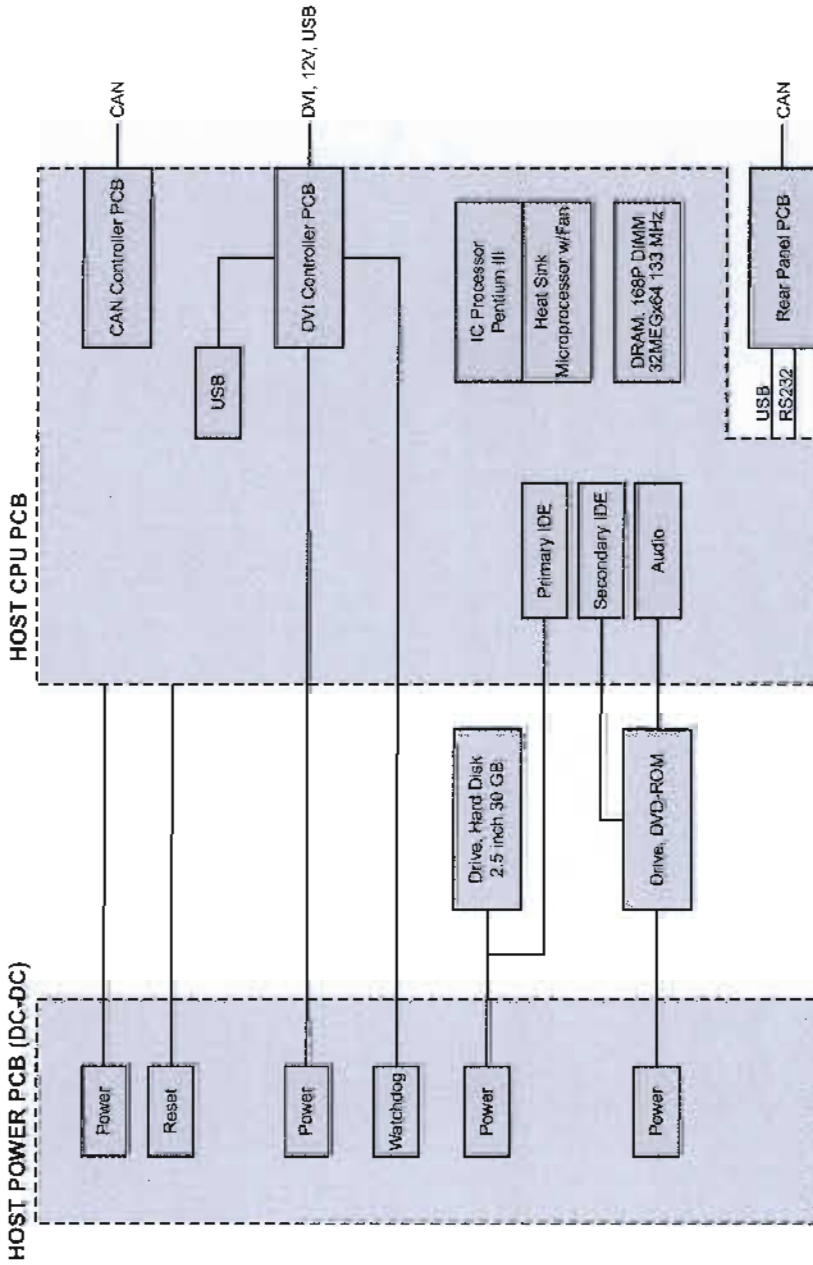 HOST POWER PCB (DC-DC)
Power
Reset
Power
Watchdog
Power
Power
Drive, Hard Disk
2.5 inch 30 GB
Drive, DVD-ROM
HOST CPU PCB
CAN Controller PCB
CAN
USB
DVI Controller PCB
DVI, 12V, USB
IC Processor
Pentium III
Heat Sink
Microprocessor w/Fan
DRAM, 168P DIMM
32MEGx64 133 MHz
Primary IDE
Secondary IDE
Audio
USB
RS232
Rear Panel PCB
CAN